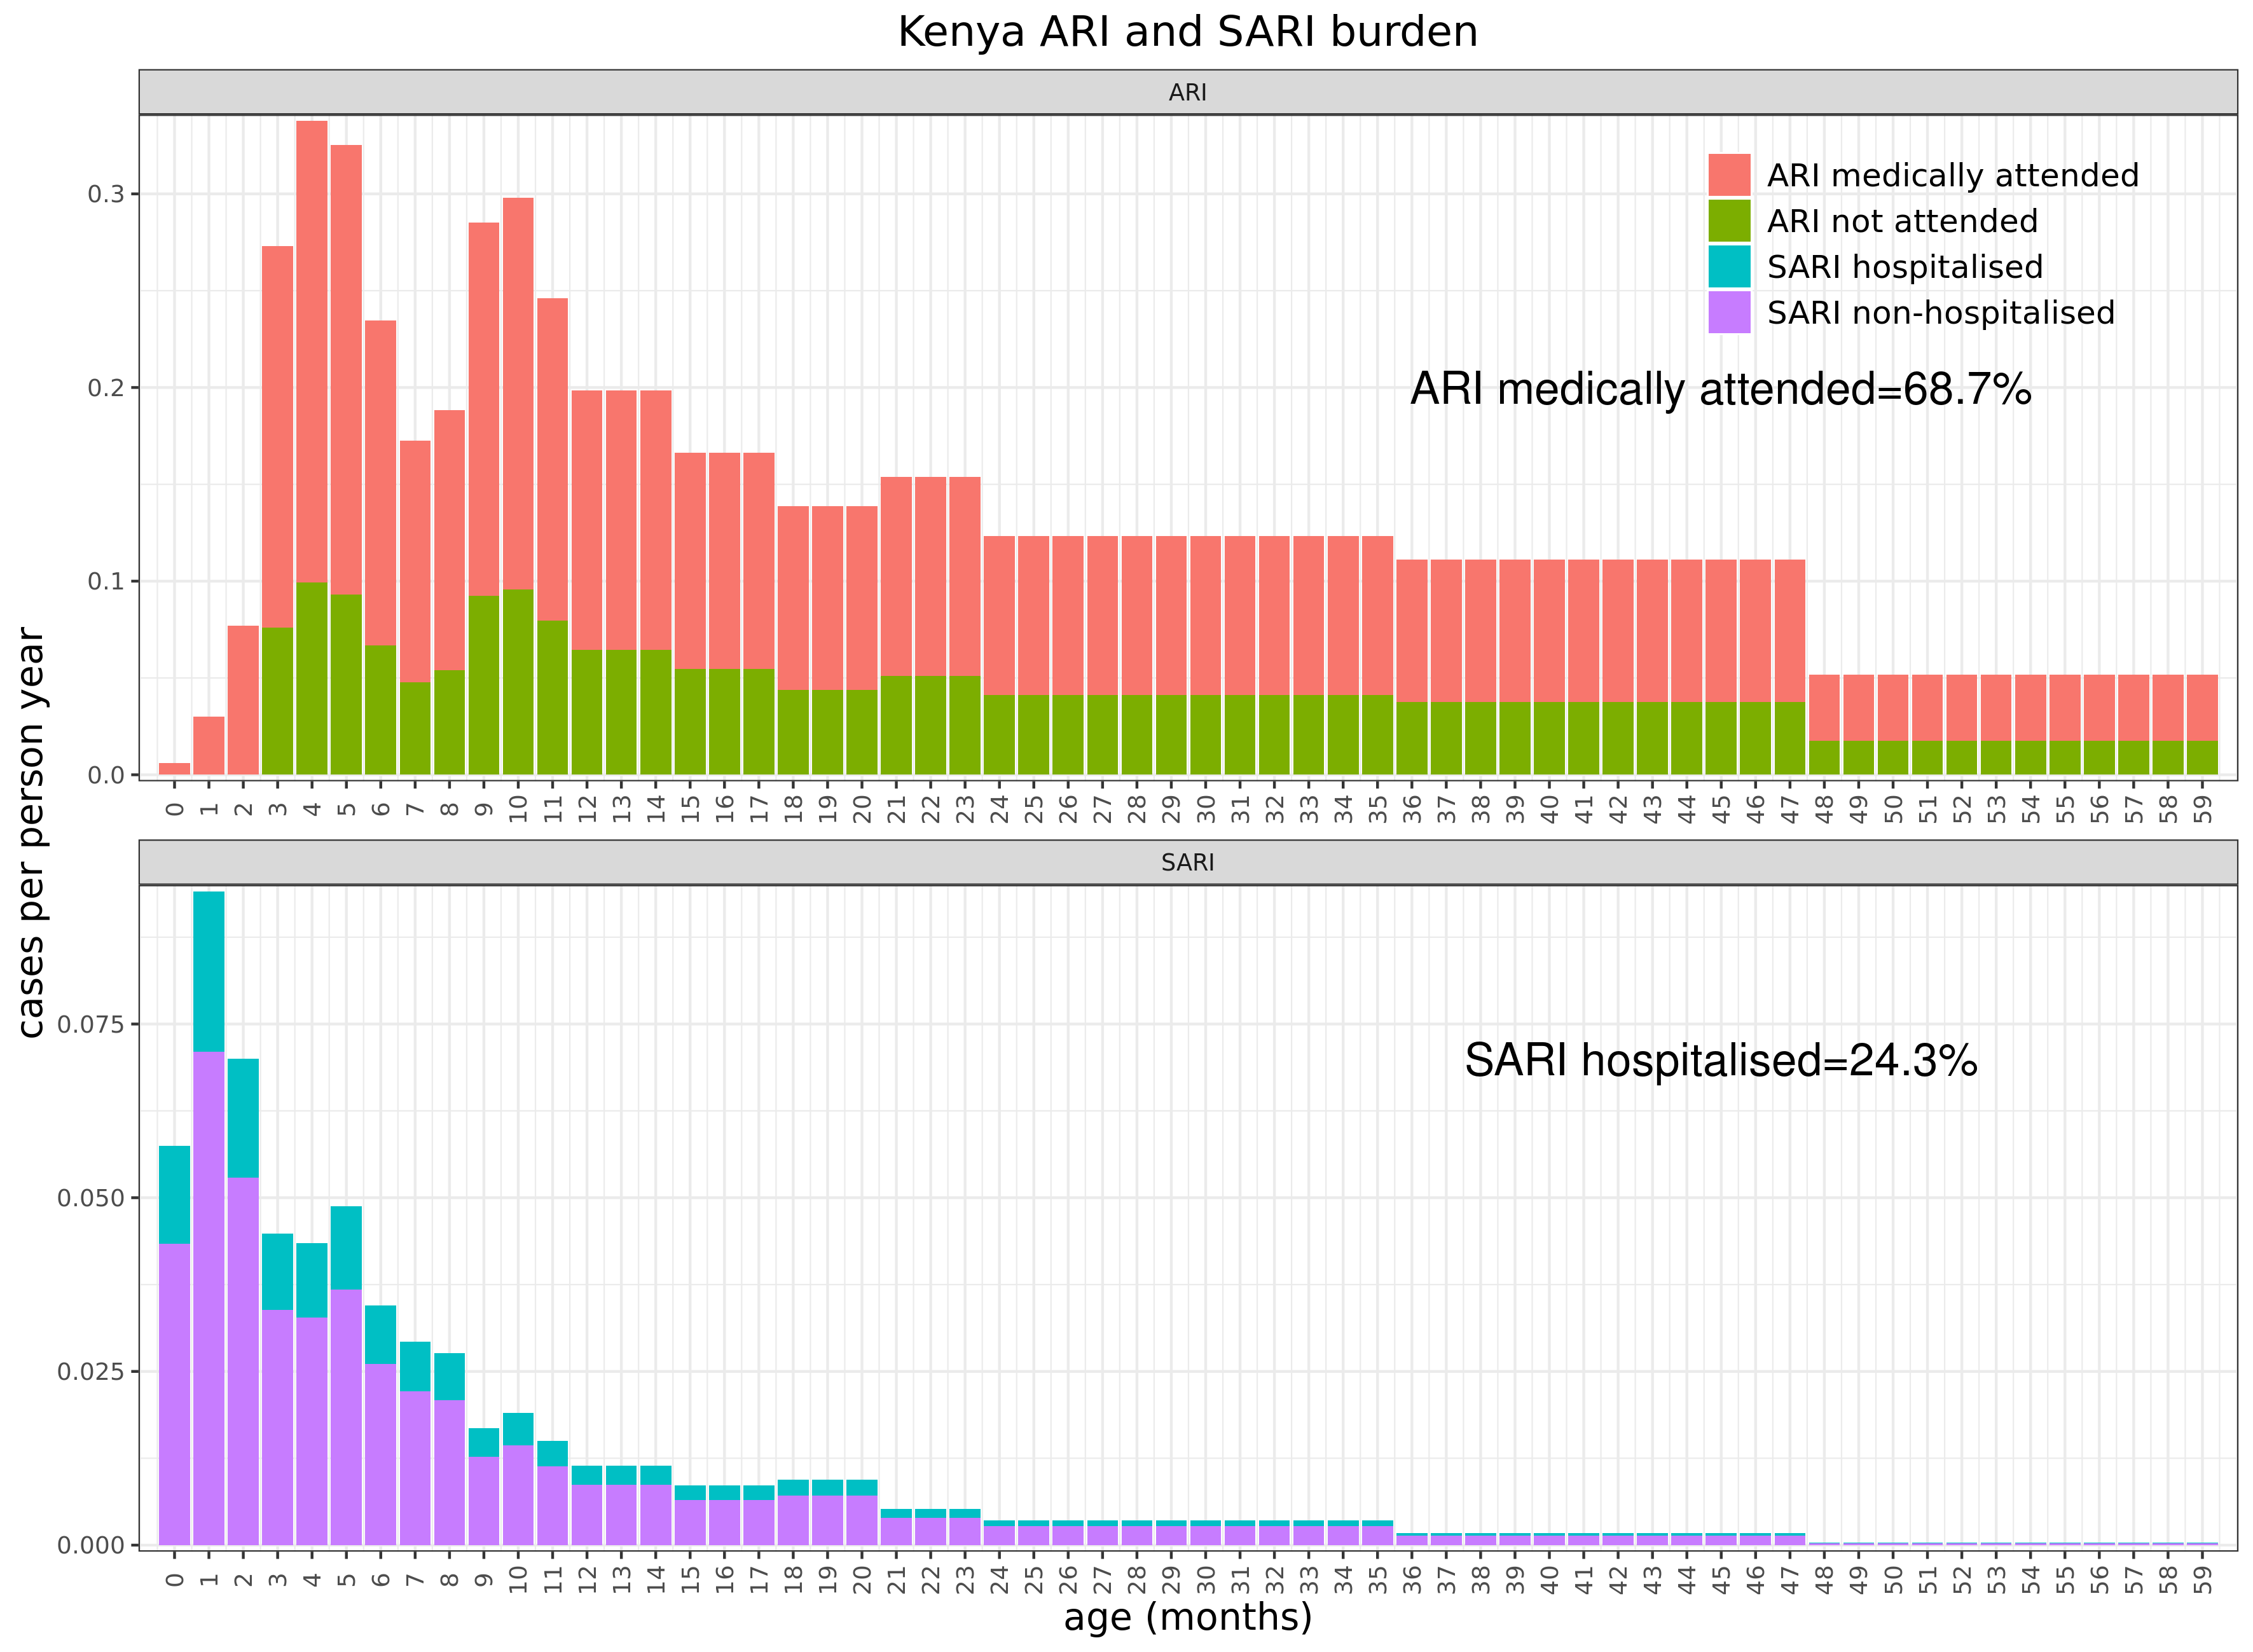 Kenya ARI and SARI burden
ARI
ARI medically attended
ARI not attended
SARI hospitalised
SARI non-hospitalised
ARI medically attended=68.7%
0.3
0.2
0.1
0.0
0 1 2 3 4 5 6 7 8 9 10 11 12 13 14 15 16 17 18 19 20 21 22 23 24 25 26 27 28 29 30 31 32 33 34 35 36 37 38 39 40 41 42 43 44 45 46 47 48 49 50 51 52 53 54 55 56 57 58 59
cases per person year
SARI
SARI hospitalised=24.3%
0.075
0.050
0.025
0.000
0 1 2 3 4 5 6 7 8 9 10 11 12 13 14 15 16 17 18 19 20 21 22 23 24 25 26 27 28 29 30 31 32 33 34 35 36 37 38 39 40 41 42 43 44 45 46 47 48 49 50 51 52 53 54 55 56 57 58 59
age (months)